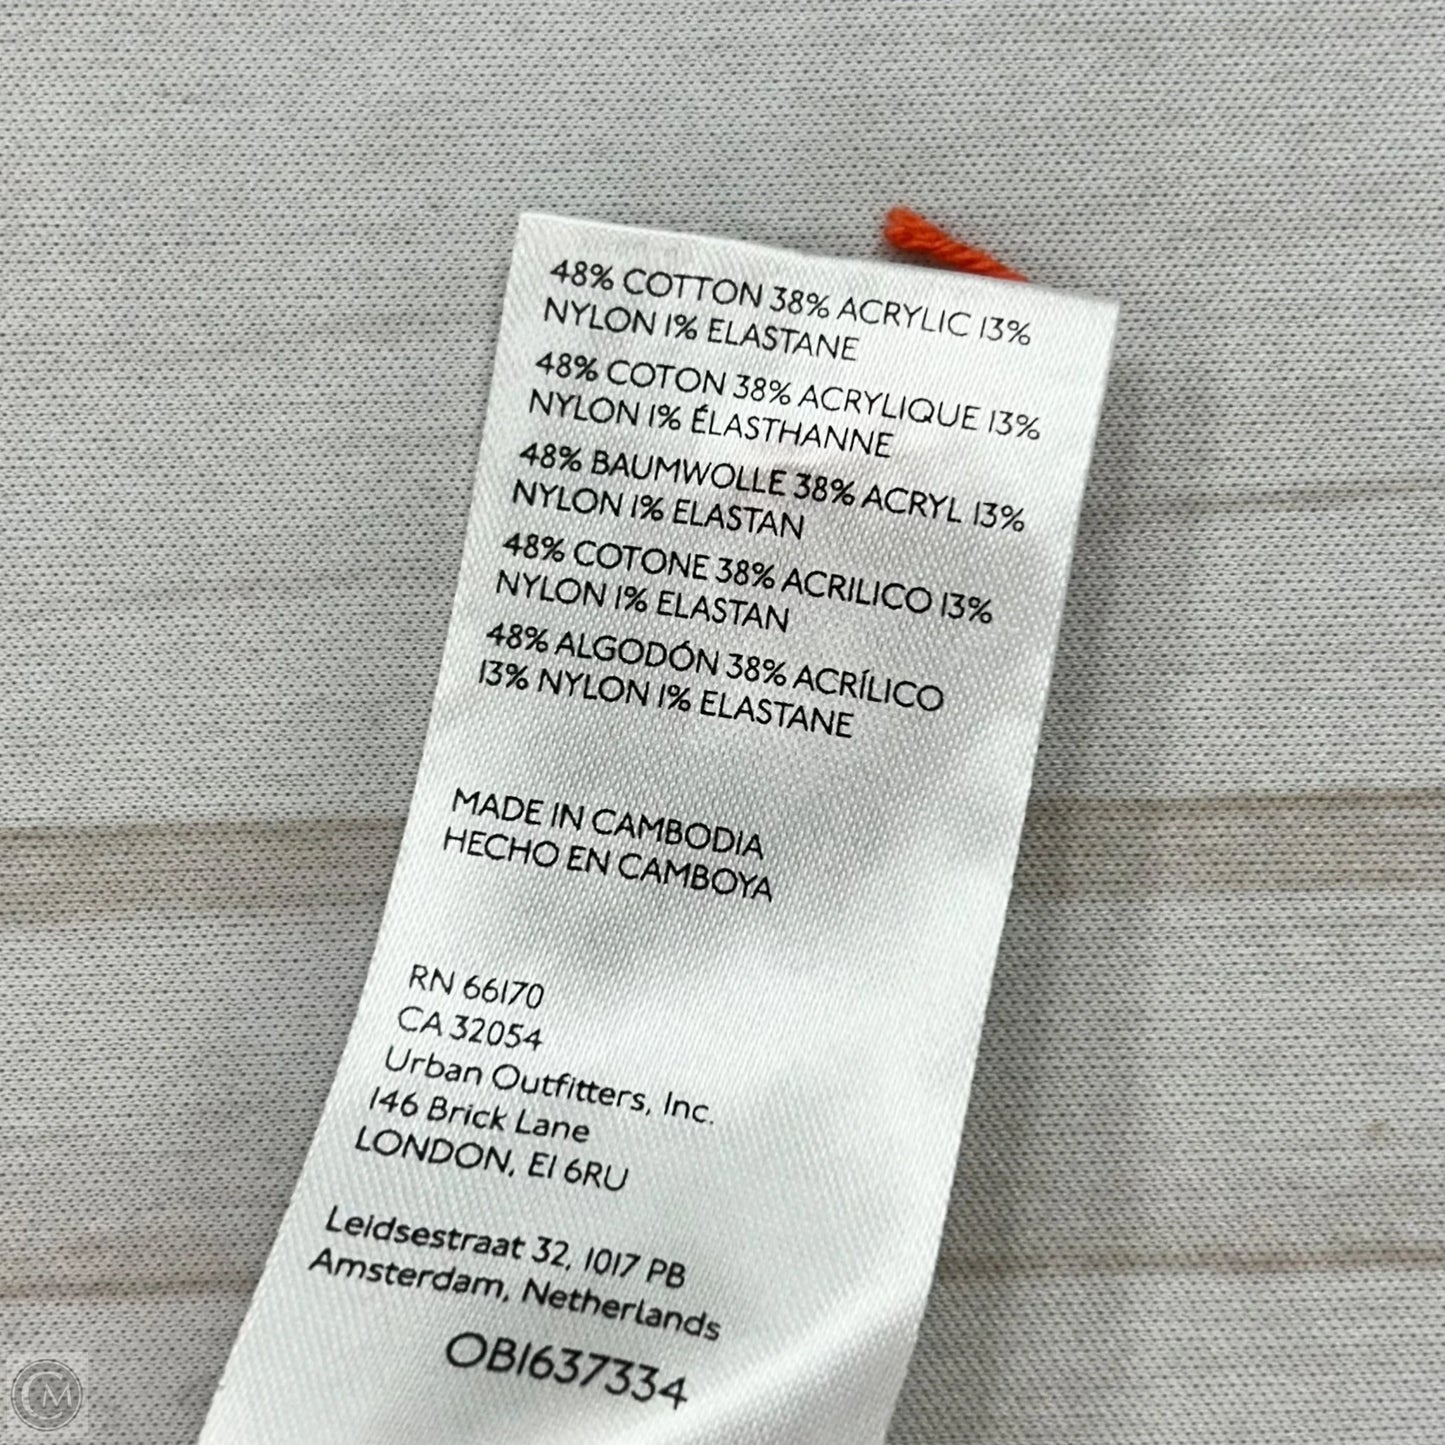 48% COTTON 38% ACRYLIC 13%
NYLON 1% ELASTANE
48% COTON 38% ACRYLIQUE 13%
NYLON 1% ÉLASTHANNE
48% BAUMWOLLE 38% ACRYL 13%
NYLON 1% ELASTAN
48% COTONE 38% ACRILICO 13%
NYLON 1% ELASTAN
48% ALGODÓN 38% ACRÍLICO
13% NYLON 1% ELASTANE
MADE IN CAMBODIA
HECHO EN CAMBOYA
RN 66170
CA 32054
Urban Outfitters, Inc.
146 Brick Lane
LONDON, E1 6RU
Leidsestraat 32, 1017 PB
Amsterdam, Netherlands
OB1637334
CM